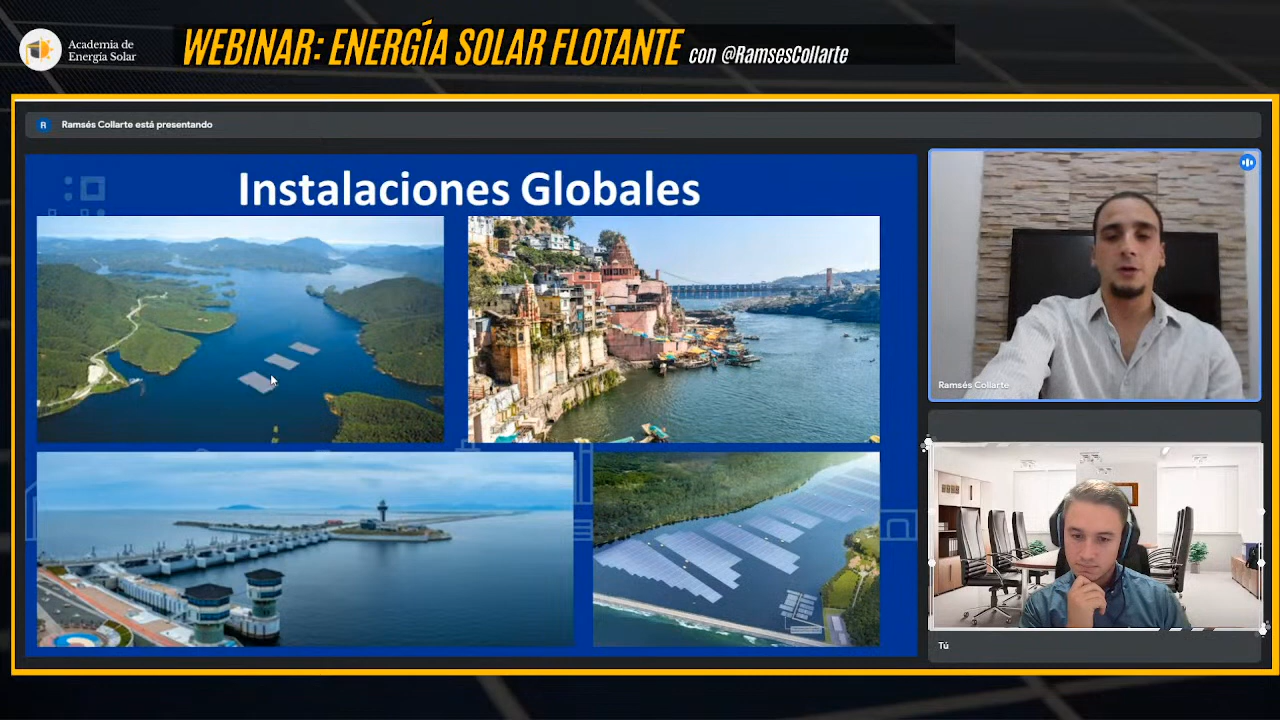 Academia de
Energía Solar
WEBINAR: ENERGÍA SOLAR FLOTANTE con @RamsesCollarte
R Ramsés Collarte está presentando
Instalaciones Globales
Ramsés Collarte
Tú